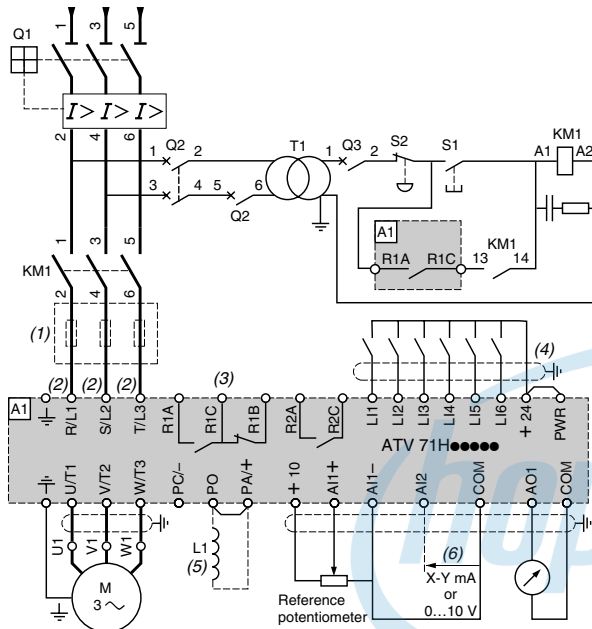 1 3 5
Q1
I> I> I>
2 4 6
1 Q2 2
3 4 5 Q2 6
T1
1 Q3 2
S2
S1
KM1
A1 A2
A1
R1A R1C
KM1
13 14
1 3 5
KM1
2 4 6
(1)
(2) (2) (2)
(3)
(4)
A1
R/L1 S/L2 T/L3 R1A R1C R1B R2A R2C LI1 LI2 LI3 LI4 LI5 LI6 + 24 PWR
ATV 71H●●●●●
U/T1 V/T2 W/T3 PC/- PO PA/+ + 10 AI1+ AI1- AI2 COM AO1 COM
U1 V1 W1
M
3 ~
L1
(5)
Reference
potentiometer
(6)
X-Y mA
or
0...10 V
hop